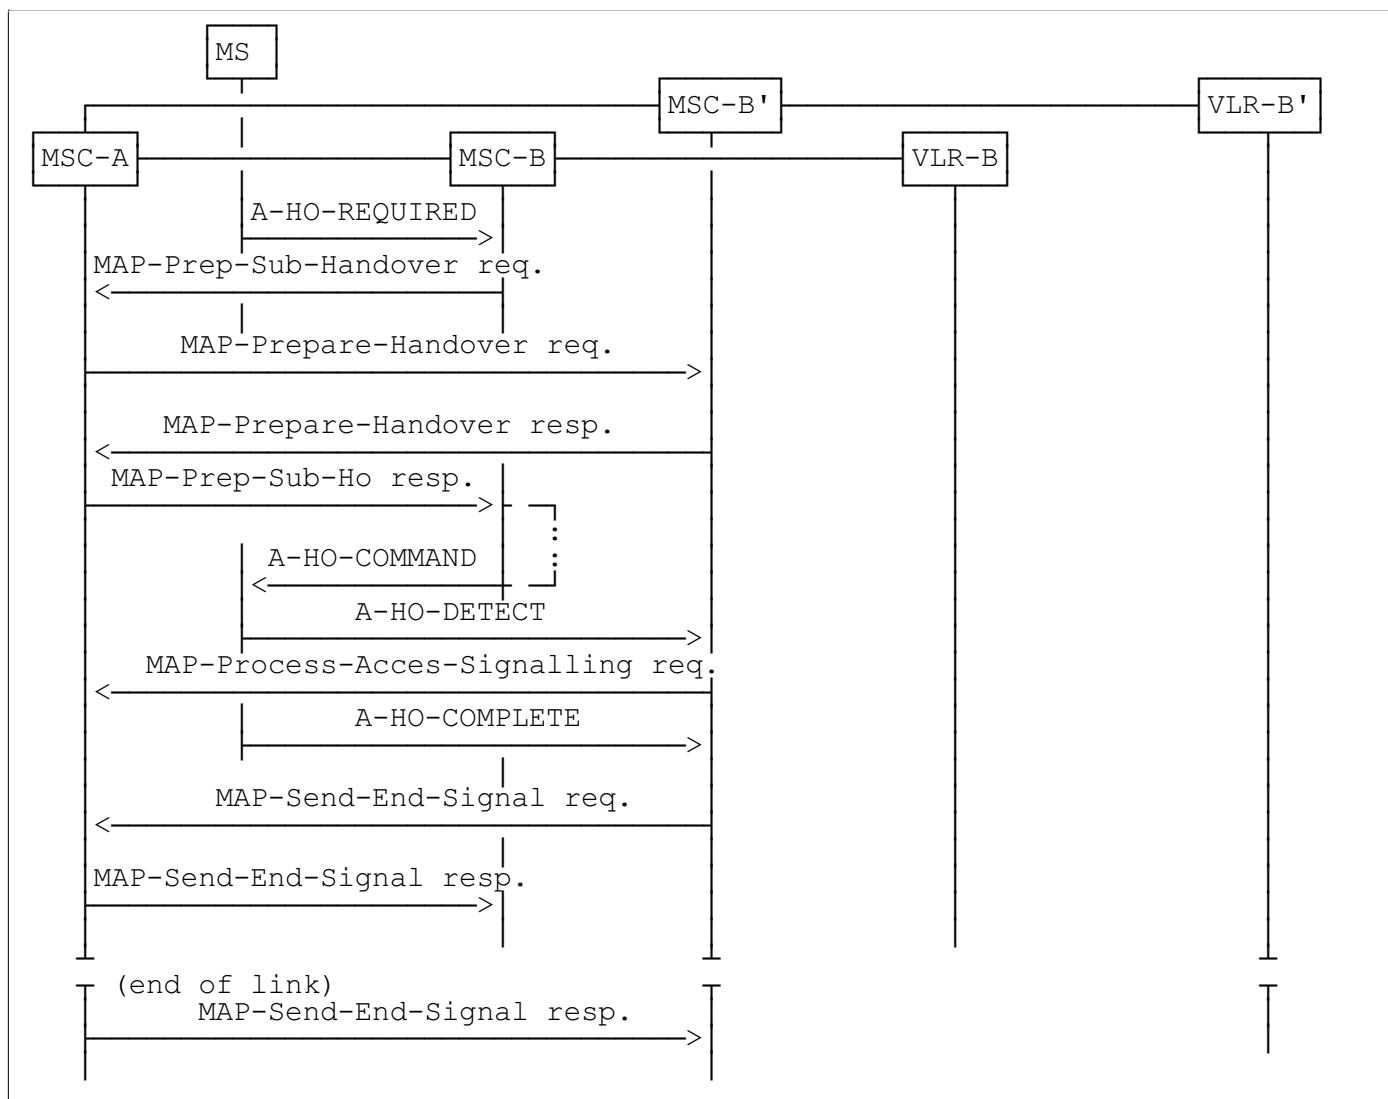 MS
MSC-B' VLR-B'
MSC-A MSC-B VLR-B
A-HO-REQUIRED
MAP-Prep-Sub-Handover req.
MAP-Prepare-Handover req.
MAP-Prepare-Handover resp.
MAP-Prep-Sub-Ho resp.
A-HO-COMMAND
A-HO-DETECT
MAP-Process-Acces-Signalling req.
A-HO-COMPLETE
MAP-Send-End-Signal req.
MAP-Send-End-Signal resp.
(end of link)
MAP-Send-End-Signal resp.